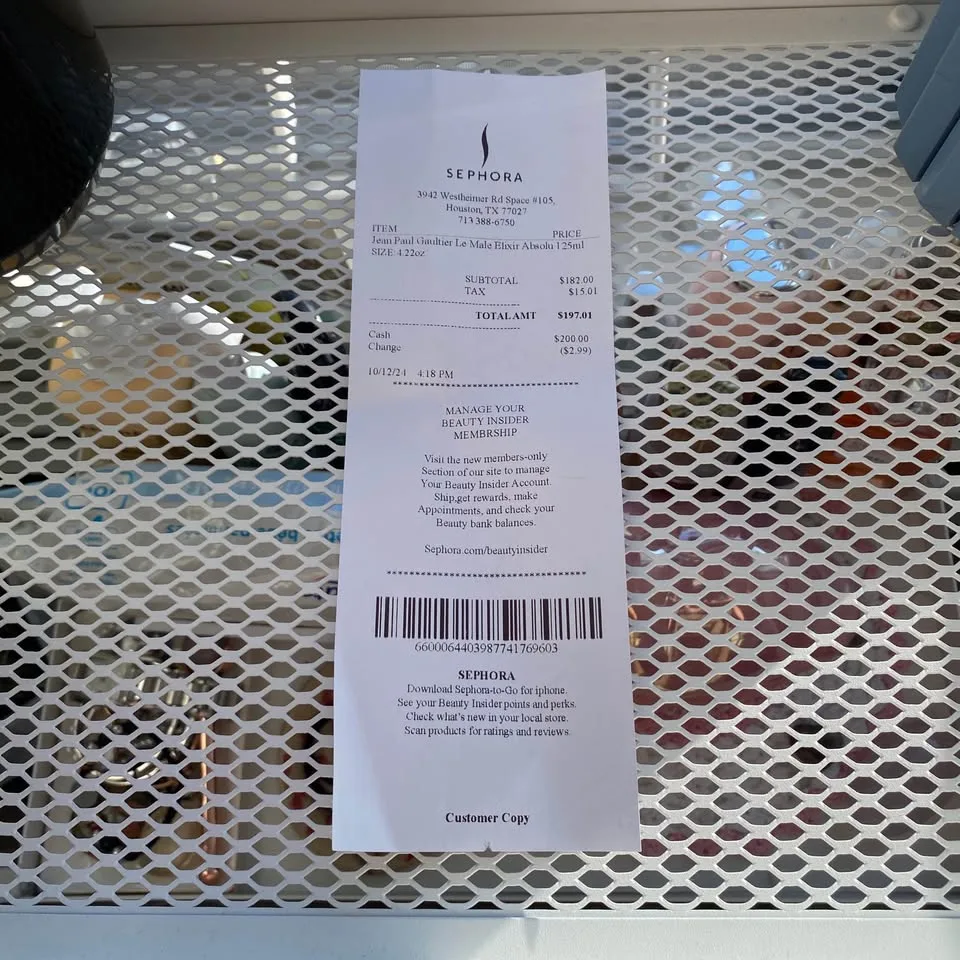 SEPHORA
3942 Westheimer Rd Space #105,
Houston, TX 77027
713 388-6750
ITEM PRICE
Jean Paul Gaultier Le Male Elixir Absolu 125ml
SIZE: 4.22oz
SUBTOTAL $182.00
TAX $15.01
TOTAL AMT $197.01
Cash $200.00
Change ($2.99)
10/12/24 4:18 PM
MANAGE YOUR
BEAUTY INSIDER
MEMBRSHIP
Visit the new members-only
Section of our site to manage
Your Beauty Insider Account.
Ship,get rewards, make
Appointments, and check your
Beauty bank balances.
Sephora.com/beautyinsider
6600064403987741769603
SEPHORA
Download Sephora-to-Go for iphone.
See your Beauty Insider points and perks.
Check what's new in your local store.
Scan products for ratings and reviews.
Customer Copy